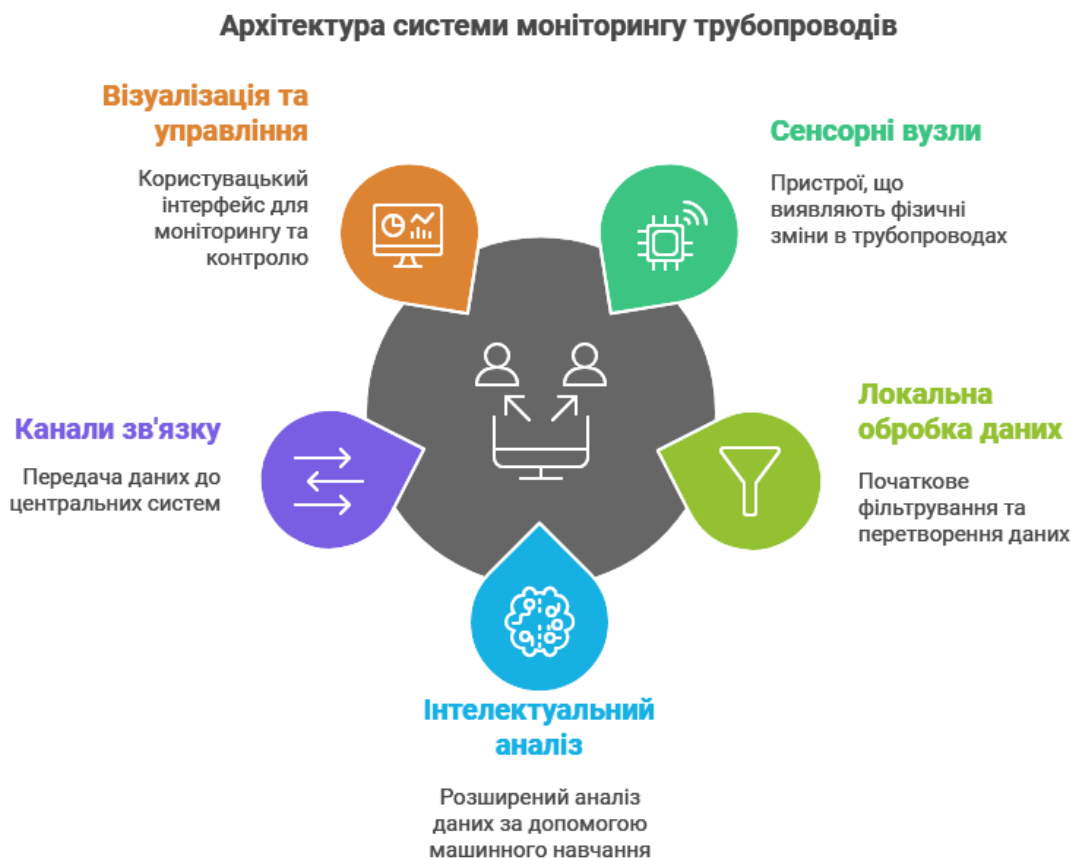 Архітектура системи моніторингу трубопроводів
Візуалізація та
управління
Користувацький
інтерфейс для
моніторингу та
контролю
Сенсорні вузли
Пристрої, що
виявляють фізичні
зміни в трубопроводах
Канали зв'язку
Передача даних до
центральних систем
Локальна
обробка даних
Початкове
фільтрування та
перетворення даних
Інтелектуальний
аналіз
Розширений аналіз
даних за допомогою
машинного навчання